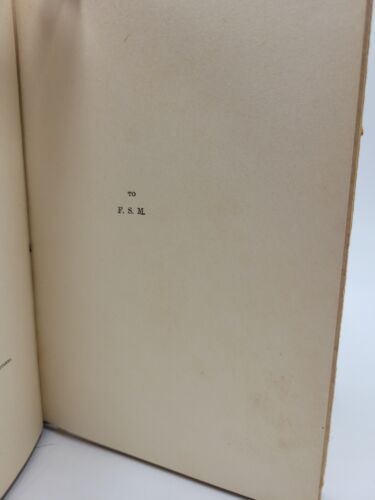 TO
F. S. M.